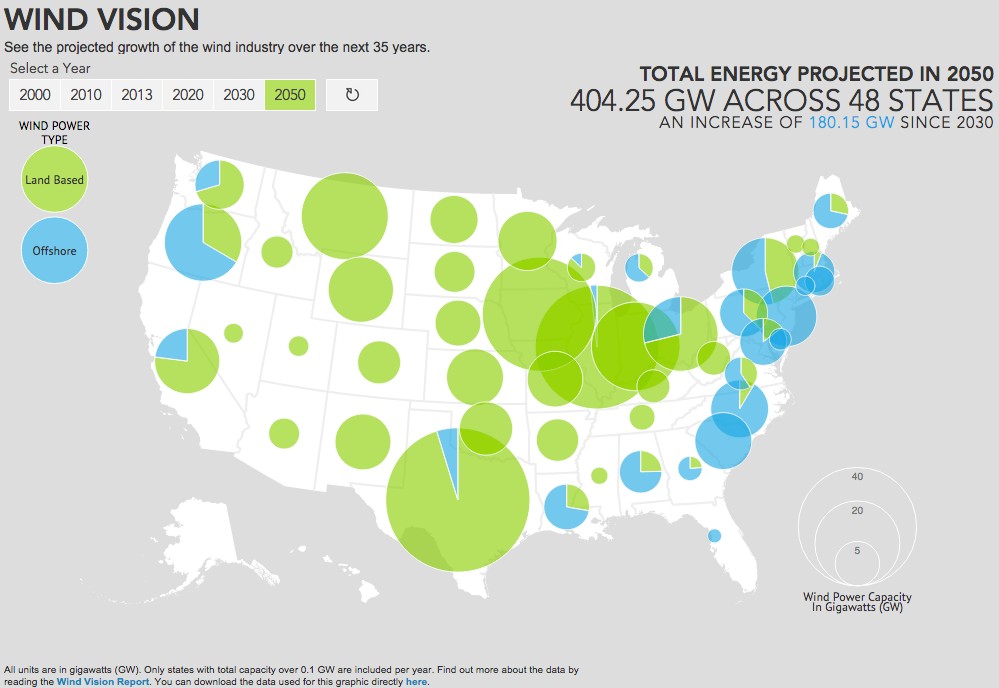 WIND VISION
See the projected growth of the wind industry over the next 35 years.
Select a Year
2000 2010 2013 2020 2030 2050 ↻
TOTAL ENERGY PROJECTED IN 2050
404.25 GW ACROSS 48 STATES
AN INCREASE OF 180.15 GW SINCE 2030
WIND POWER
TYPE
Land Based
Offshore
40
20
5
Wind Power Capacity
In Gigawatts (GW)
All units are in gigawatts (GW). Only states with total capacity over 0.1 GW are included per year. Find out more about the data by
reading the Wind Vision Report. You can download the data used for this graphic directly here.